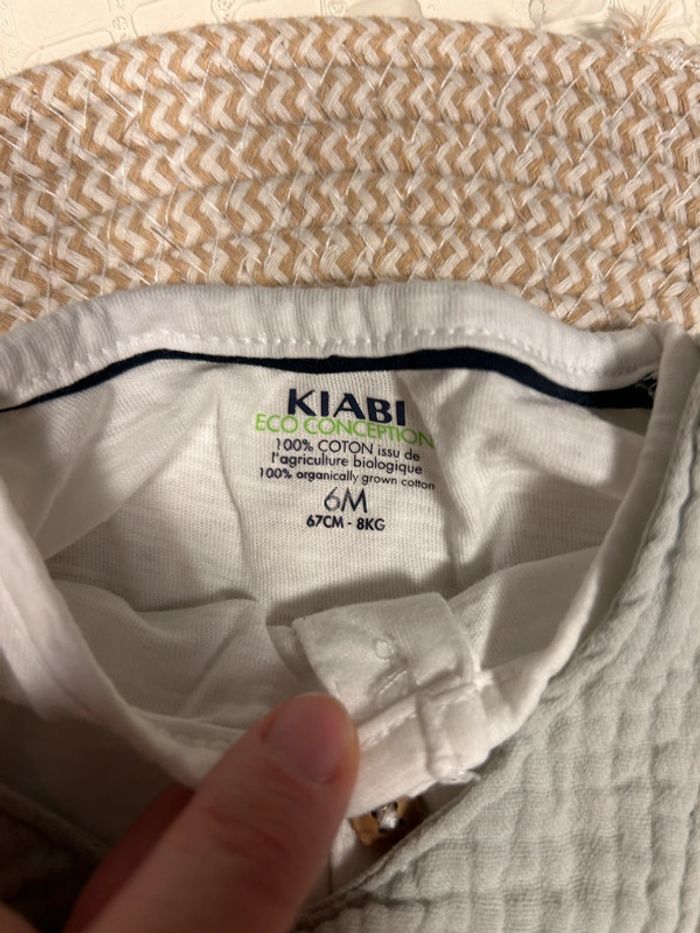 KIABI
ECO CONCEPTION
100% COTON issu de
l'agriculture biologique
100% organically grown cotton
6M
67CM - 8KG